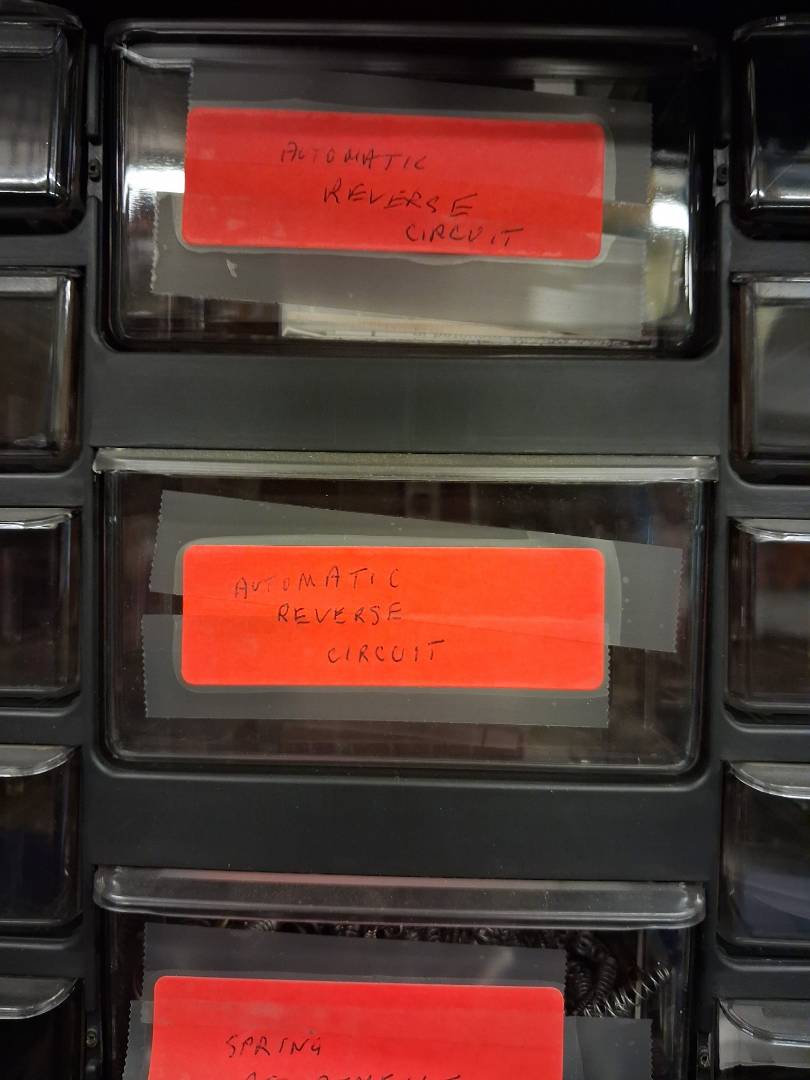 AUTOMATIC
REVERSE
CIRCUIT
AUTOMATIC
REVERSE
CIRCUIT
SPRING